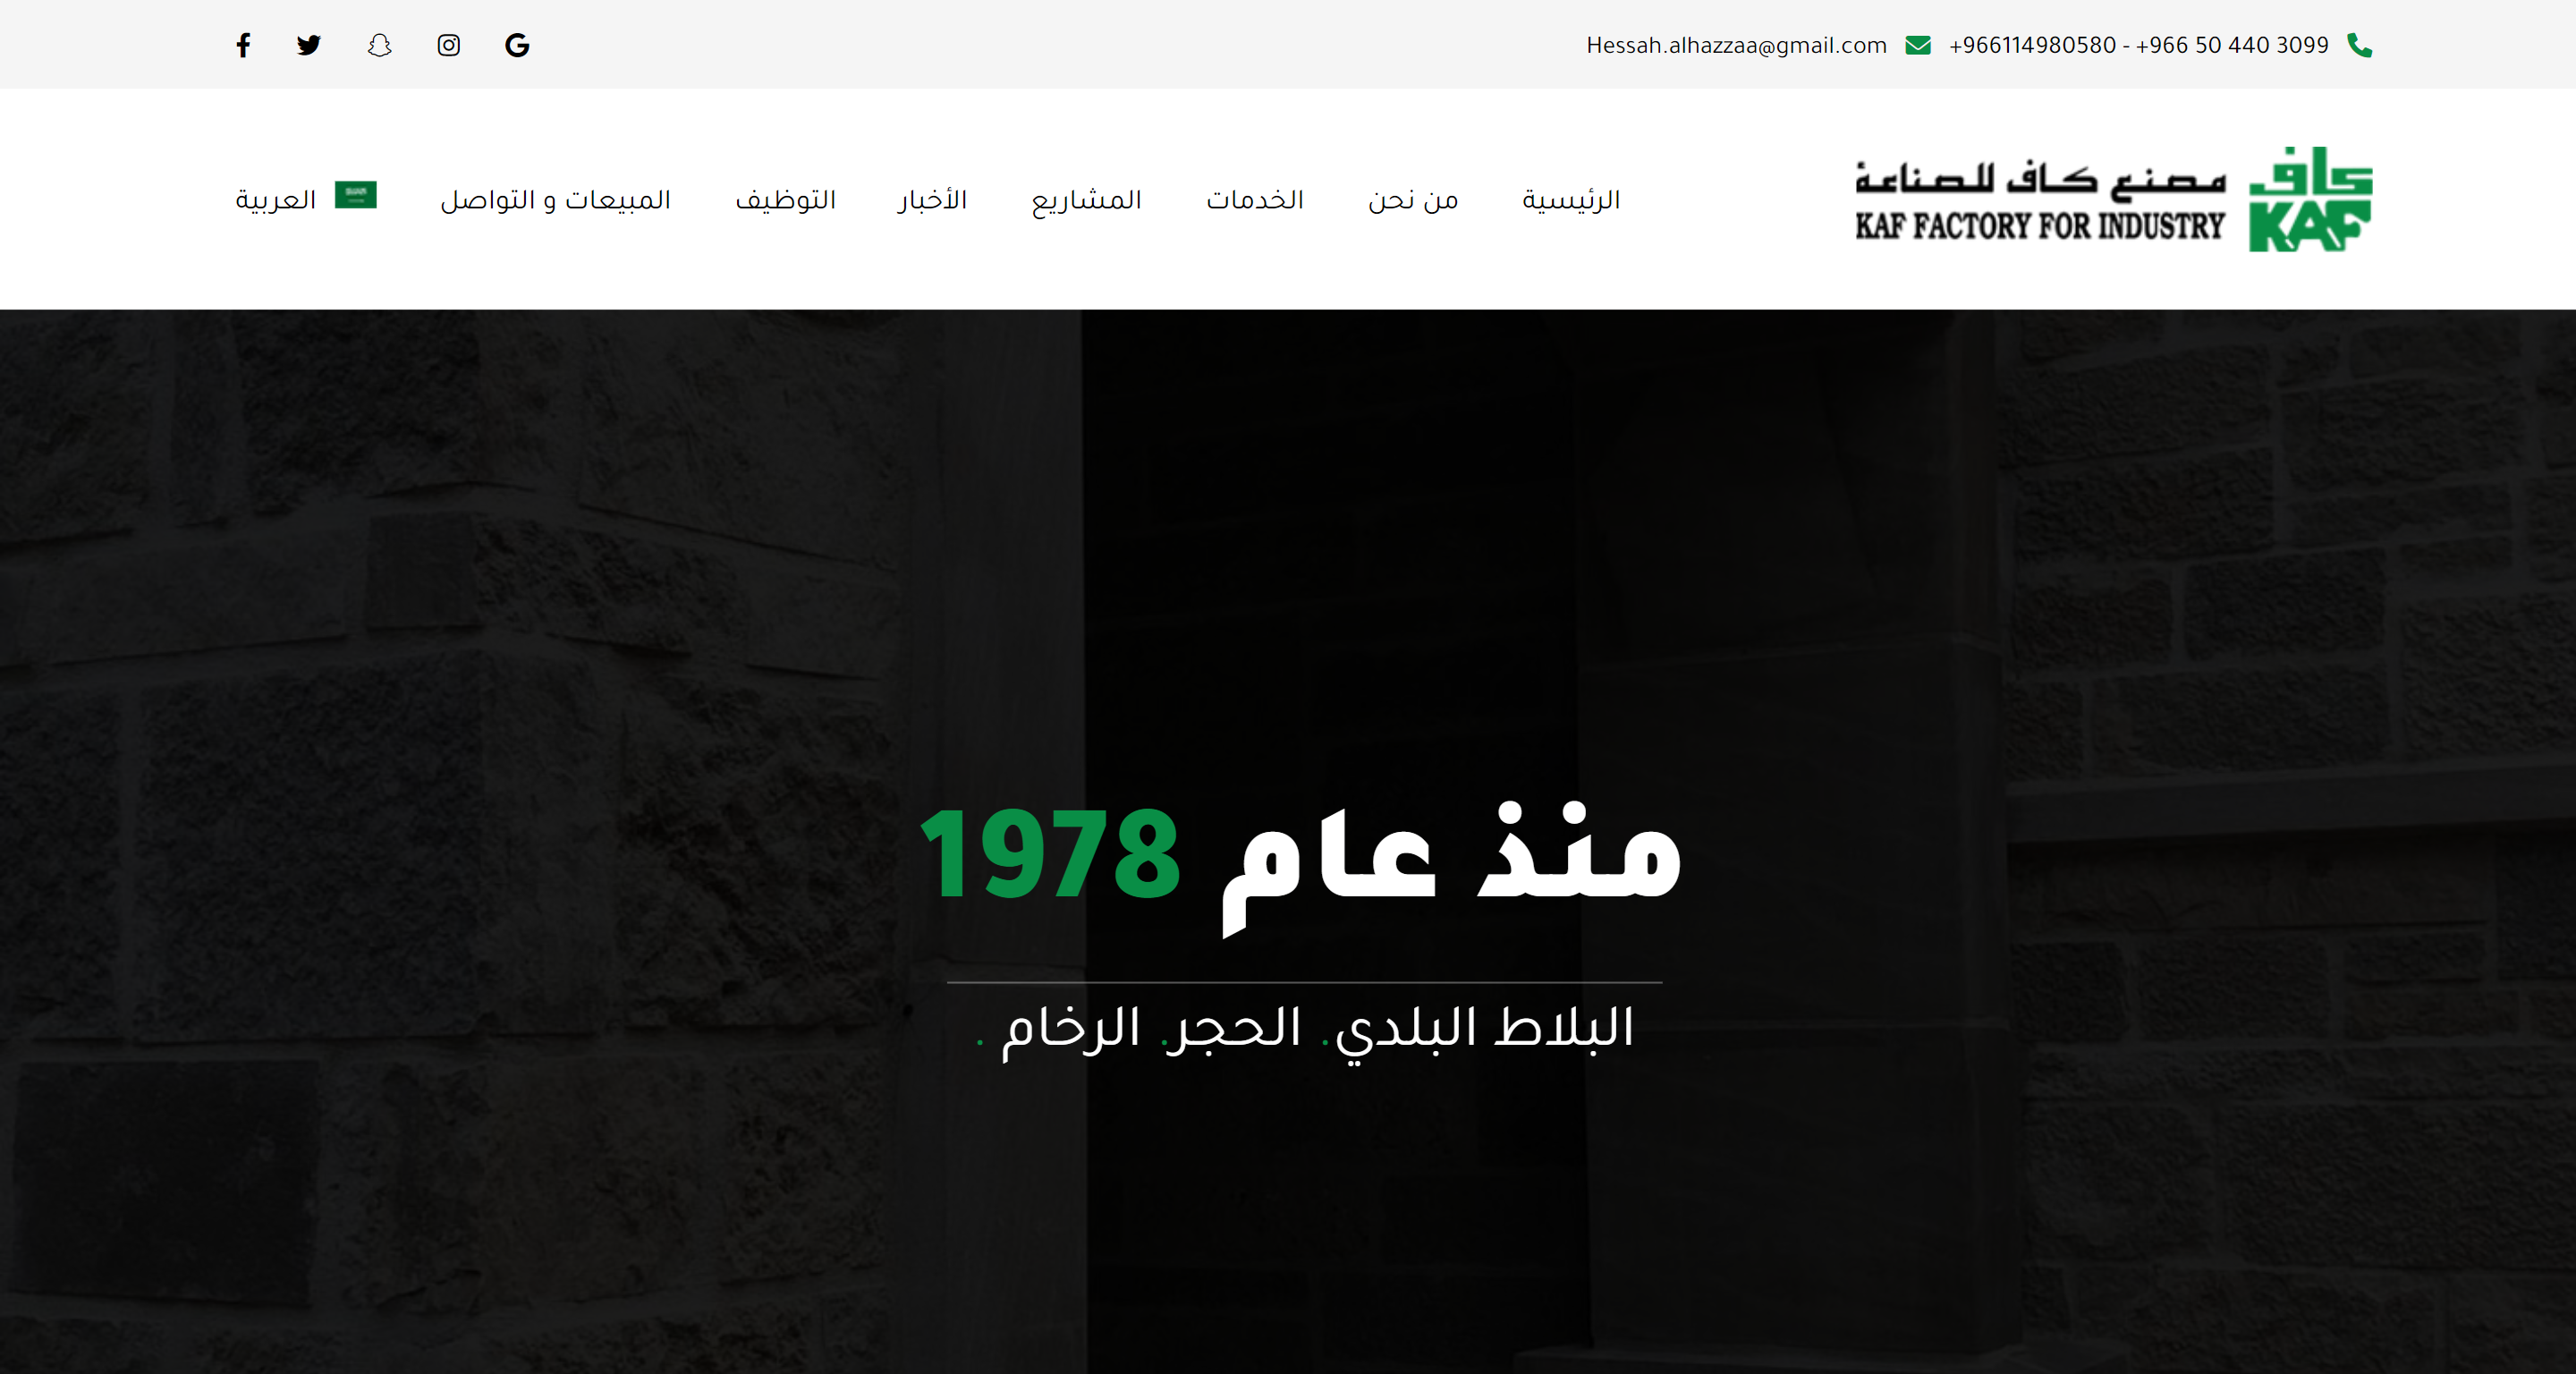 +966114980580 - +966 50 440 3099
Hessah.alhazzaa@gmail.com
كاف
KAF
مصنع كاف للصناعة
KAF FACTORY FOR INDUSTRY
الرئيسية
من نحن
الخدمات
المشاريع
الأخبار
التوظيف
المبيعات و التواصل
العربية
منذ عام 1978
البلاط البلدي. الحجر. الرخام .